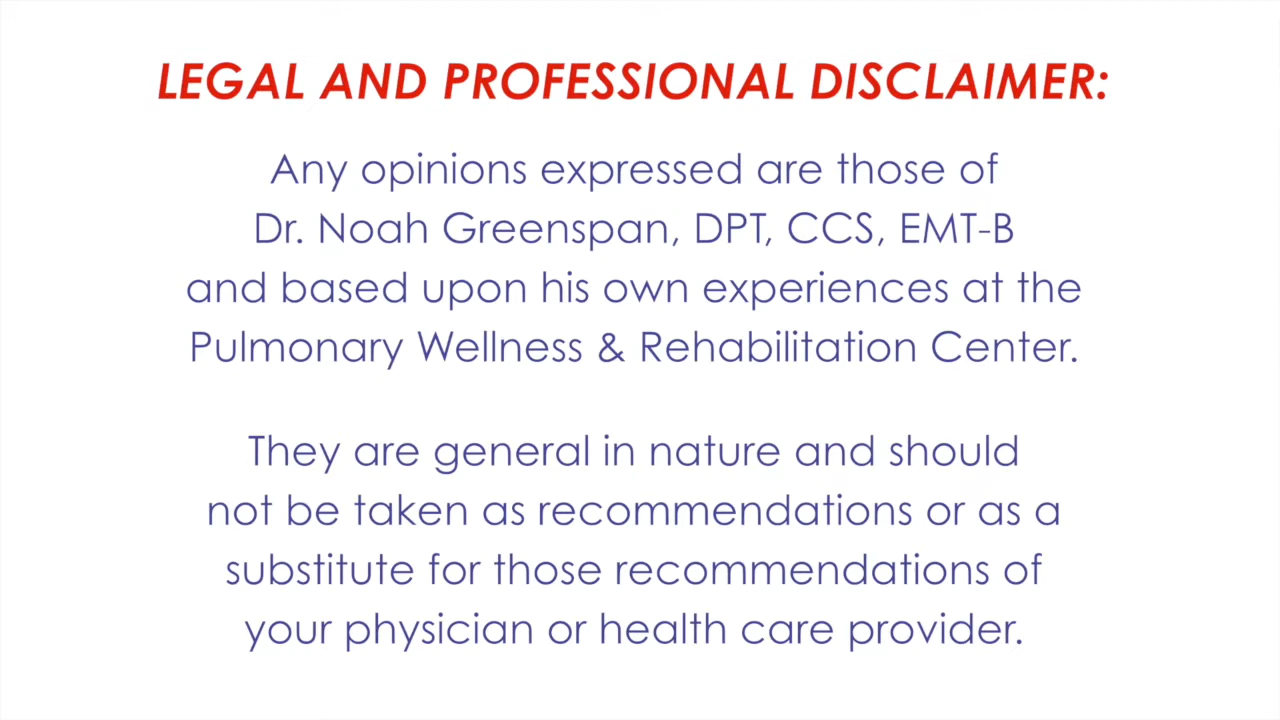 LEGAL AND PROFESSIONAL DISCLAIMER:
Any opinions expressed are those of
Dr. Noah Greenspan, DPT, CCS, EMT-B
and based upon his own experiences at the
Pulmonary Wellness & Rehabilitation Center.
They are general in nature and should
not be taken as recommendations or as a
substitute for those recommendations of
your physician or health care provider.